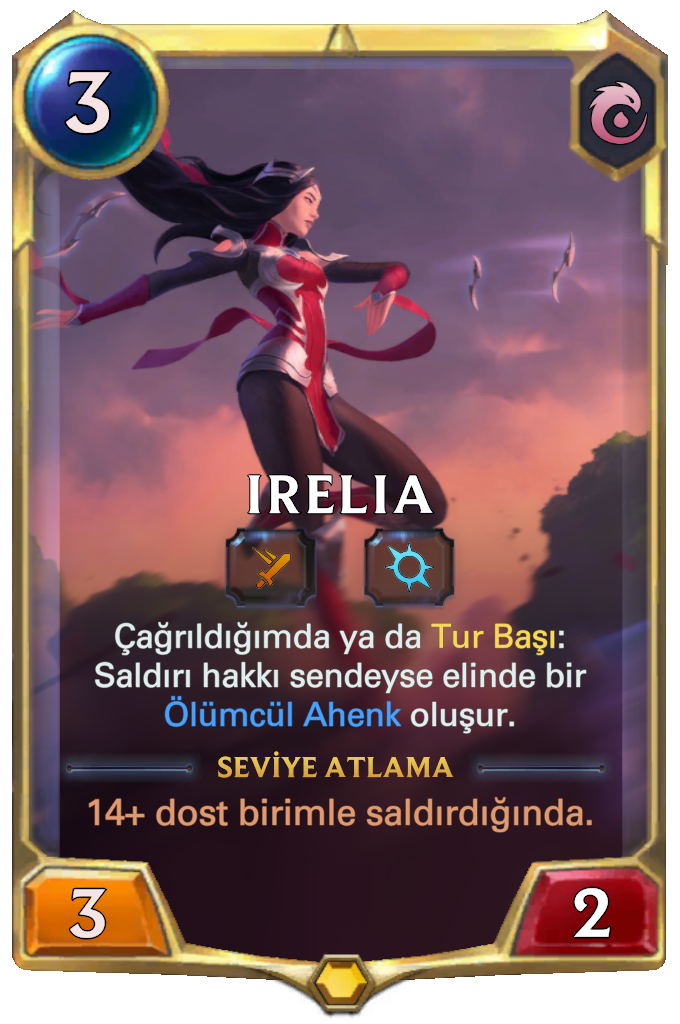 3
IRELIA
Çağrıldığımda ya da Tur Başı:
Saldırı hakkı sendeyse elinde bir
Ölümcül Ahenk oluşur.
SEVİYE ATLAMA
14+ dost birimle saldırdığında.
3
2